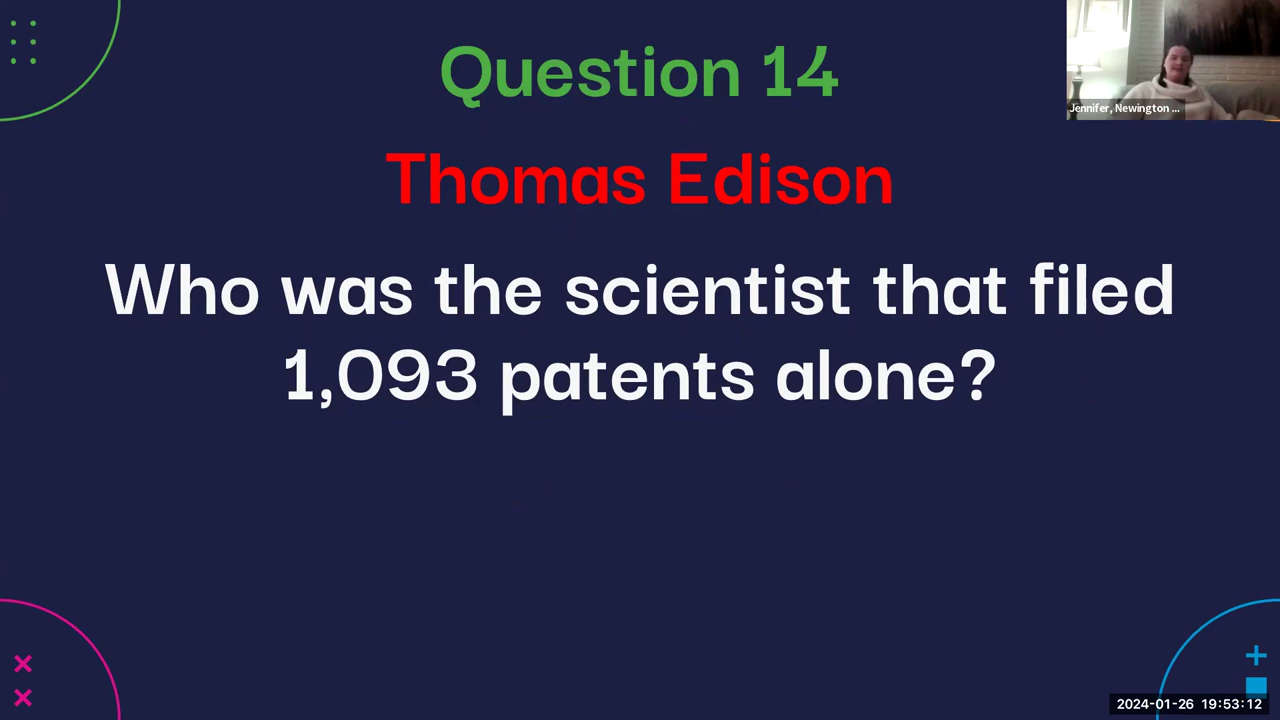 Question 14
Jennifer, Newington ...
Thomas Edison
Who was the scientist that filed
1,093 patents alone?
2024-01-26 19:53:12